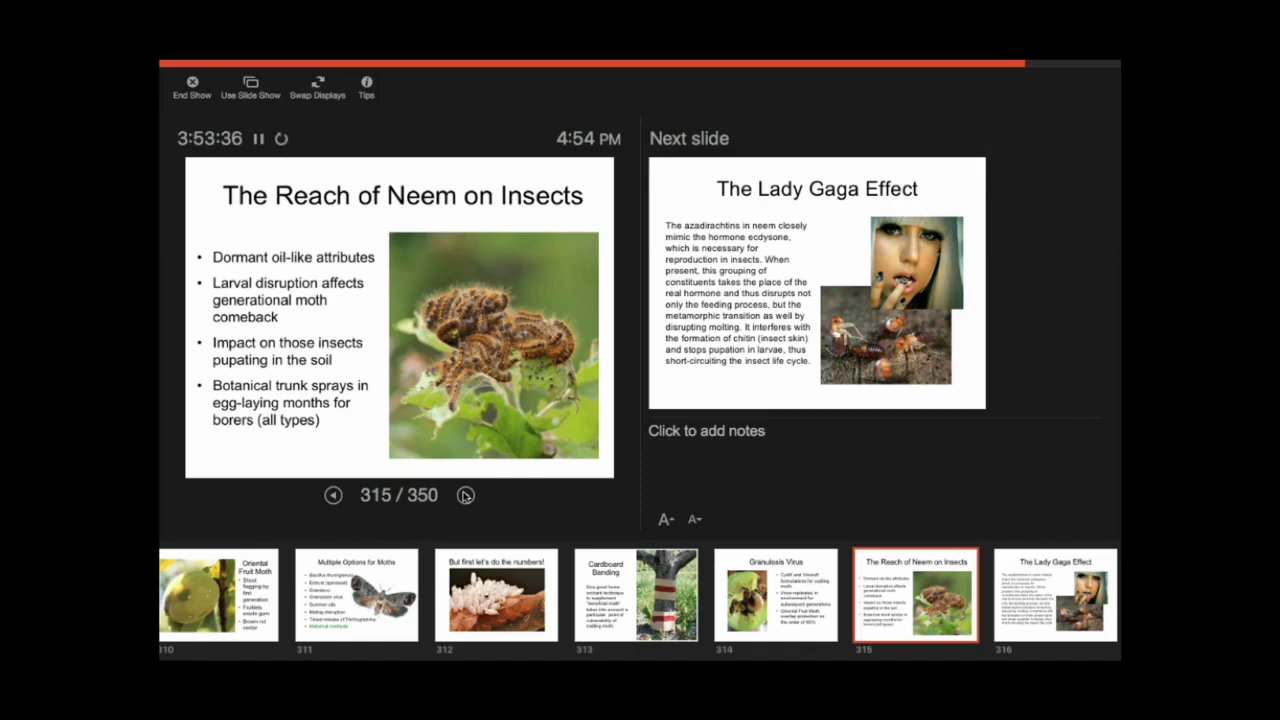 End Show
Use Slide Show
Swap Displays
Tips
3:53:36
4:54 PM
The Reach of Neem on Insects
• Dormant oil-like attributes
• Larval disruption affects
generational moth
comeback
• Impact on those insects
pupating in the soil
• Botanical trunk sprays in
egg-laying months for
borers (all types)
315 / 350
Next slide
The Lady Gaga Effect
The azadirachtins in neem closely
mimic the hormone ecdysone,
which is necessary for
reproduction in insects. When
present, this grouping of
constituents takes the place of the
real hormone and thus disrupts not
only the feeding process, but the
metamorphic transition as well by
disrupting molting. It interferes with
the formation of chitin (insect skin)
and stops pupation in larvae, thus
short-circuiting the insect life cycle.
Click to add notes
A
A
Oriental
Fruit Moth
310
Multiple Options for Moths
311
But first let's do the numbers!
312
Cardboard
Banding
313
Granulosis Virus
314
The Reach of Neem on Insects
315
The Lady Gaga Effect
316